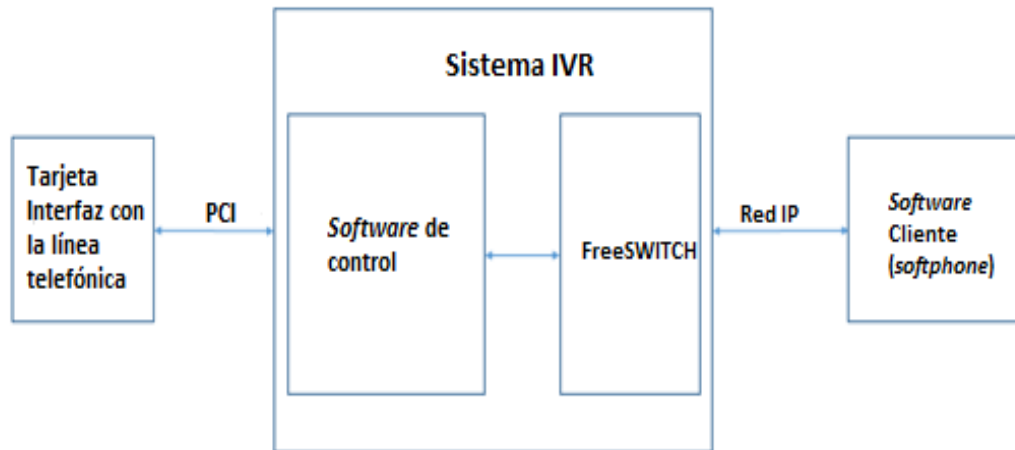 Sistema IVR
Tarjeta
Interfaz con
la línea
telefónica
PCI
Software de
control
FreeSWITCH
Red IP
Software
Cliente
(softphone)